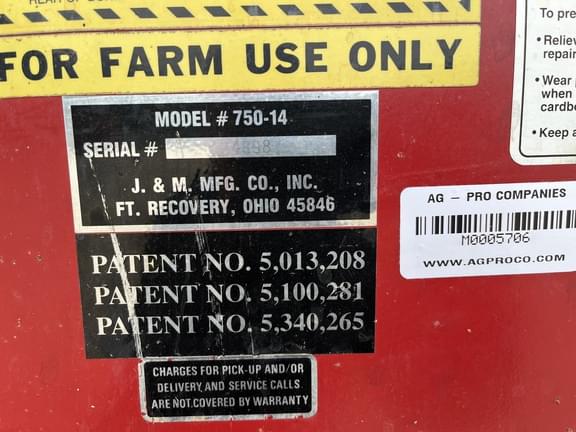 FOR FARM USE ONLY
MODEL # 750-14
SERIAL #
J. & M. MFG. CO., INC.
FT. RECOVERY, OHIO 45846
PATENT NO. 5,013,208
PATENT NO. 5,100,281
PATENT NO. 5,340,265
CHARGES FOR PICK-UP AND/OR
DELIVERY AND SERVICE CALLS
ARE NOT COVERED BY WARRANTY
AG - PRO COMPANIES
M0005706
WWW.AGPROCO.COM
To pre
• Reliev
repair
• Wear
when
cardbo
• Keep a